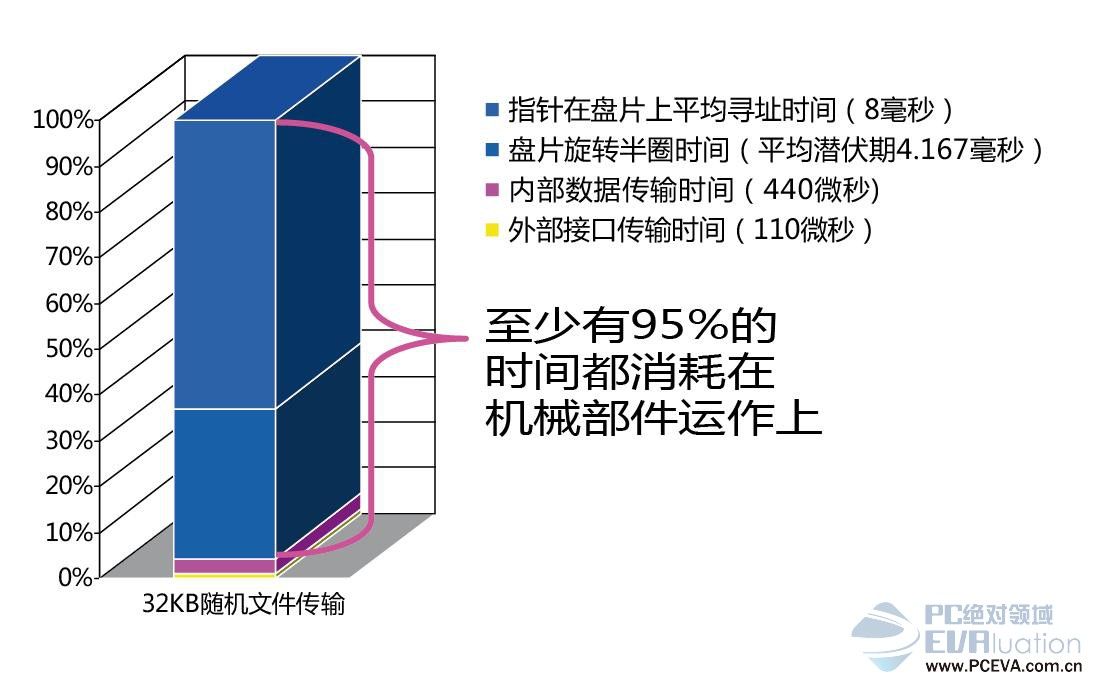 100%
90%
80%
70%
60%
50%
40%
30%
20%
10%
0%
32KB随机文件传输
指针在盘片上平均寻址时间（8毫秒）
盘片旋转半圈时间（平均潜伏期4.167毫秒）
内部数据传输时间（440微秒)
外部接口传输时间（110微秒）
至少有95%的
时间都消耗在
机械部件运作上
PC绝对领域
EVAluation
www.PCEVA.com.cn